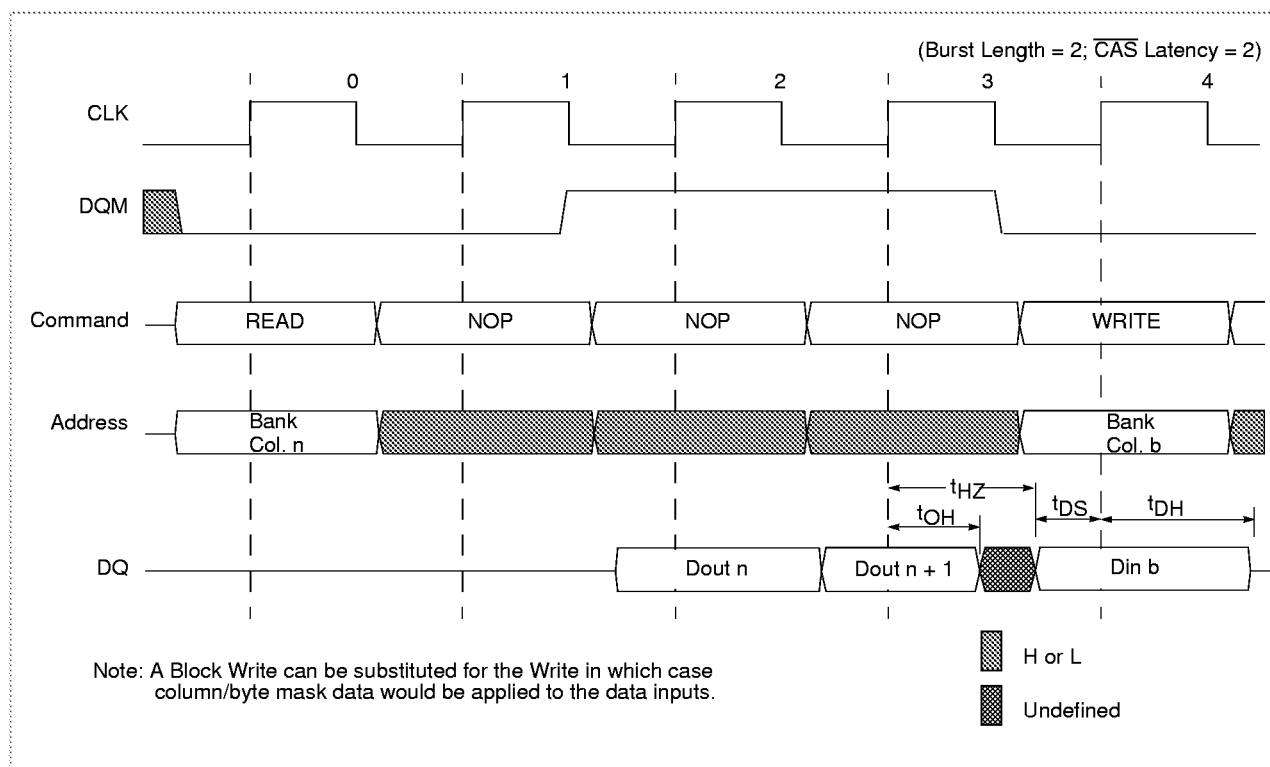 (Burst Length = 2; CAS Latency = 2)
0 1 2 3 4
CLK
DQM
Command READ NOP NOP NOP WRITE
Address Bank Col. n Bank Col. b
tHZ
tOH tDS tDH
DQ Dout n Dout n + 1 Din b
Note: A Block Write can be substituted for the Write in which case
column/byte mask data would be applied to the data inputs.
H or L
Undefined